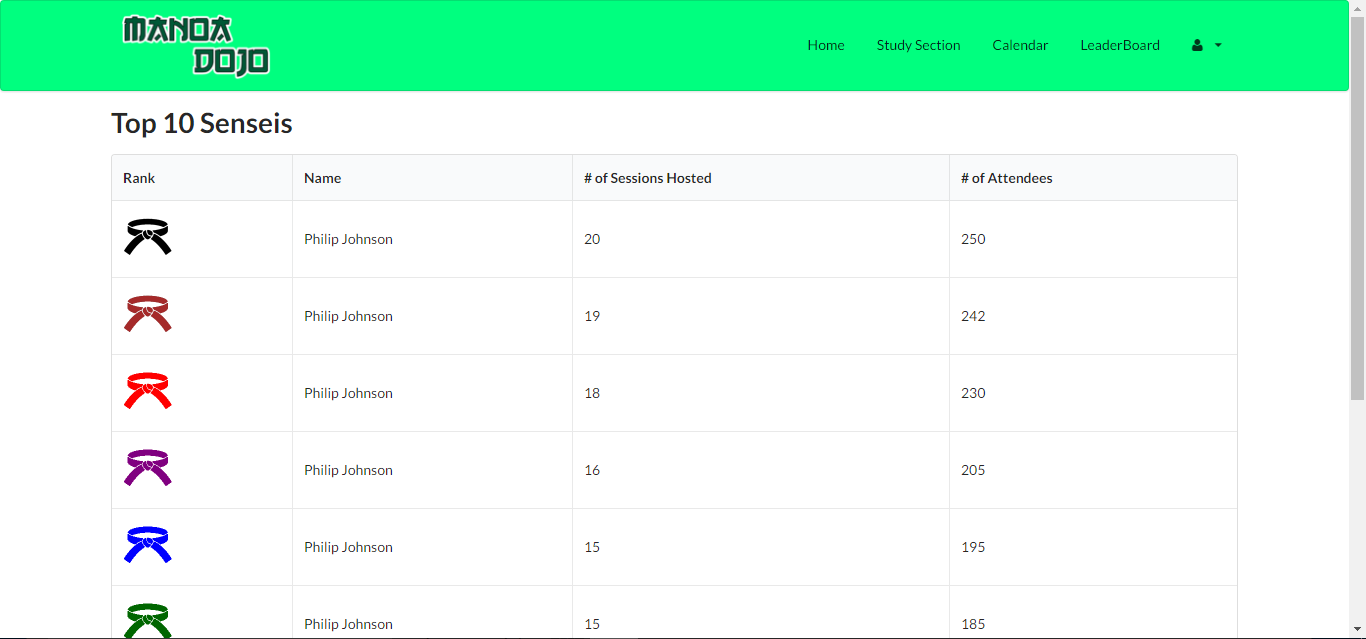 MANOA
DOJO
Home Study Section Calendar LeaderBoard
Top 10 Senseis
Rank Name # of Sessions Hosted # of Attendees
Philip Johnson 20 250
Philip Johnson 19 242
Philip Johnson 18 230
Philip Johnson 16 205
Philip Johnson 15 195
Philip Johnson 15 185